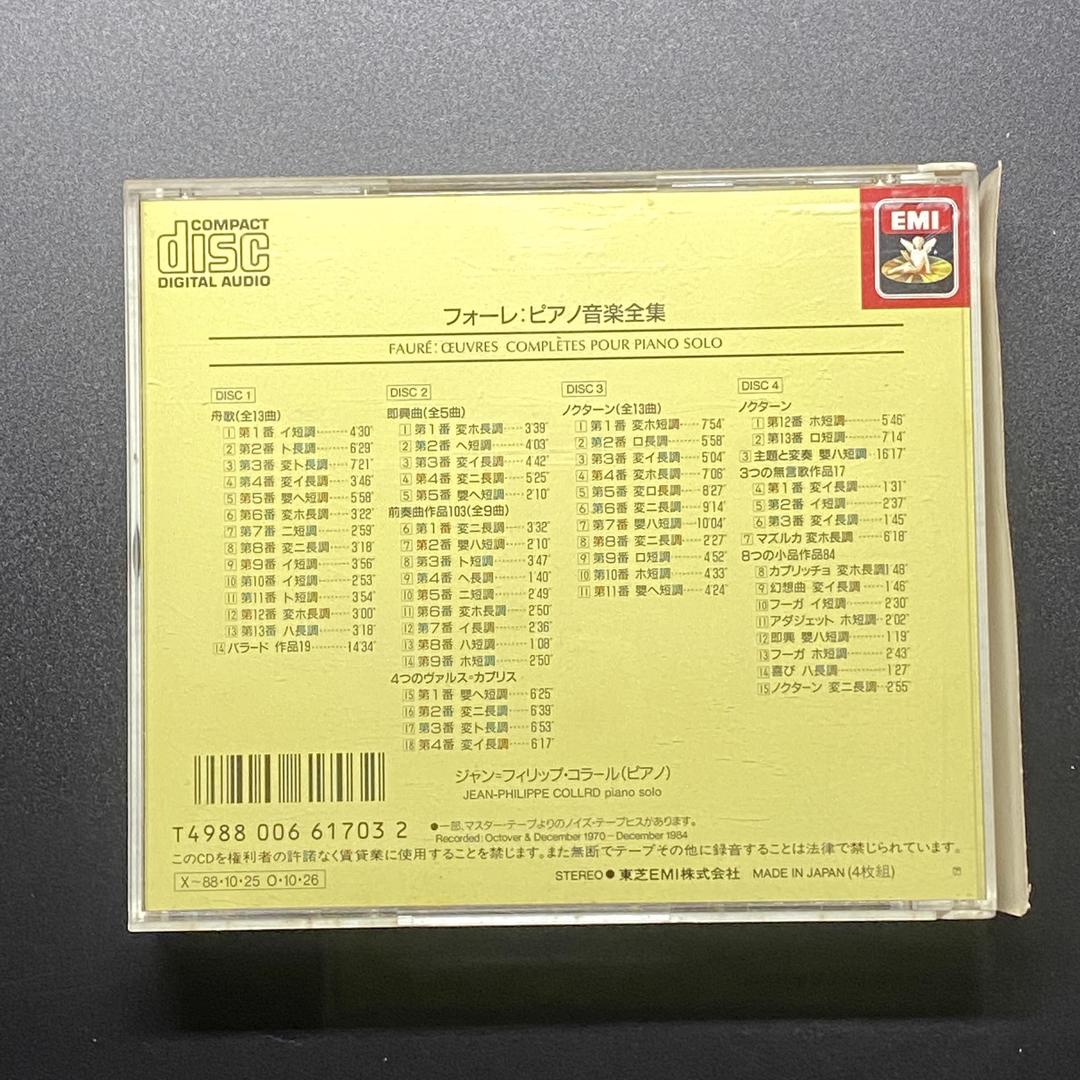 COMPACT
disc
DIGITAL AUDIO
EMI
フォーレ:ピアノ音楽全集
FAURÉ: ŒUVRES COMPLÈTES POUR PIANO SOLO
DISC 1
舟歌(全13曲)
1 第1番 イ短調 4'30"
2 第2番 ト長調 6'29"
3 第3番 変ト長調 7'21"
4 第4番 変イ長調 3'46"
5 第5番 嬰ヘ短調 5'58"
6 第6番 変ホ長調 3'22"
7 第7番 ニ短調 2'59"
8 第8番 変ニ長調 3'18"
9 第9番 イ短調 3'56"
10 第10番 イ短調 2'53"
11 第11番 ト短調 3'54"
12 第12番 変ホ長調 3'00"
13 第13番 ハ長調 3'18"
14 バラード 作品19 14'34"
DISC 2
即興曲(全5曲)
1 第1番 変ホ長調 3'39"
2 第2番 ヘ短調 4'03"
3 第3番 変イ長調 4'42"
4 第4番 変ニ長調 5'25"
5 第5番 嬰ヘ短調 2'10"
前奏曲作品103(全9曲)
6 第1番 変ニ長調 3'32"
7 第2番 嬰ハ短調 2'10"
8 第3番 ト短調 3'47"
9 第4番 ヘ長調 1'40"
10 第5番 ニ短調 2'49"
11 第6番 変ホ短調 2'50"
12 第7番 イ長調 2'36"
13 第8番 ハ短調 1'08"
14 第9番 ホ短調 2'50"
4つのヴァルス=カプリス
15 第1番 嬰ヘ短調 6'25"
16 第2番 変ニ長調 6'39"
17 第3番 変ト長調 6'53"
18 第4番 変イ長調 6'17"
DISC 3
ノクターン(全13曲)
1 第1番 変ホ短調 7'54"
2 第2番 ロ長調 5'58"
3 第3番 変イ長調 5'04"
4 第4番 変ホ長調 7'06"
5 第5番 変ロ長調 8'27"
6 第6番 変ニ長調 9'14"
7 第7番 嬰ハ短調 10'04"
8 第8番 変ニ長調 2'27"
9 第9番 ロ短調 4'52"
10 第10番 ホ短調 4'33"
11 第11番 嬰ヘ短調 4'24"
DISC 4
ノクターン
1 第12番 ホ短調 5'46"
2 第13番 ロ短調 7'14"
3 主題と変奏 嬰ハ短調 16'17"
3つの無言歌作品17
4 第1番 変イ長調 1'31"
5 第2番 イ短調 2'37"
6 第3番 変イ長調 1'45"
7 マズルカ 変ホ長調 6'18"
8つの小品作品84
8 カプリッチョ 変ホ長調 1'48"
9 幻想曲 変イ長調 1'46"
10 フーガ イ短調 2'30"
11 アダジェット ホ短調 2'02"
12 即興 嬰ハ短調 1'19"
13 フーガ ホ短調 2'43"
14 喜び ハ長調 1'27"
15 ノクターン 変ニ長調 2'55"
ジャン=フィリップ・コラール(ピアノ)
JEAN-PHILIPPE COLLRD piano solo
T4988 006 61703 2
●一部、マスター・テープよりのノイズ・テープヒスがあります。
Recorded: Octover & December 1970 – December 1984
このCDを権利者の許諾なく賃貸業に使用することを禁じます。また無断でテープその他に録音することは法律で禁じられています。
X〜88・10・25 O・10・26
STEREO● 東芝EMI株式会社 MADE IN JAPAN (4枚組)